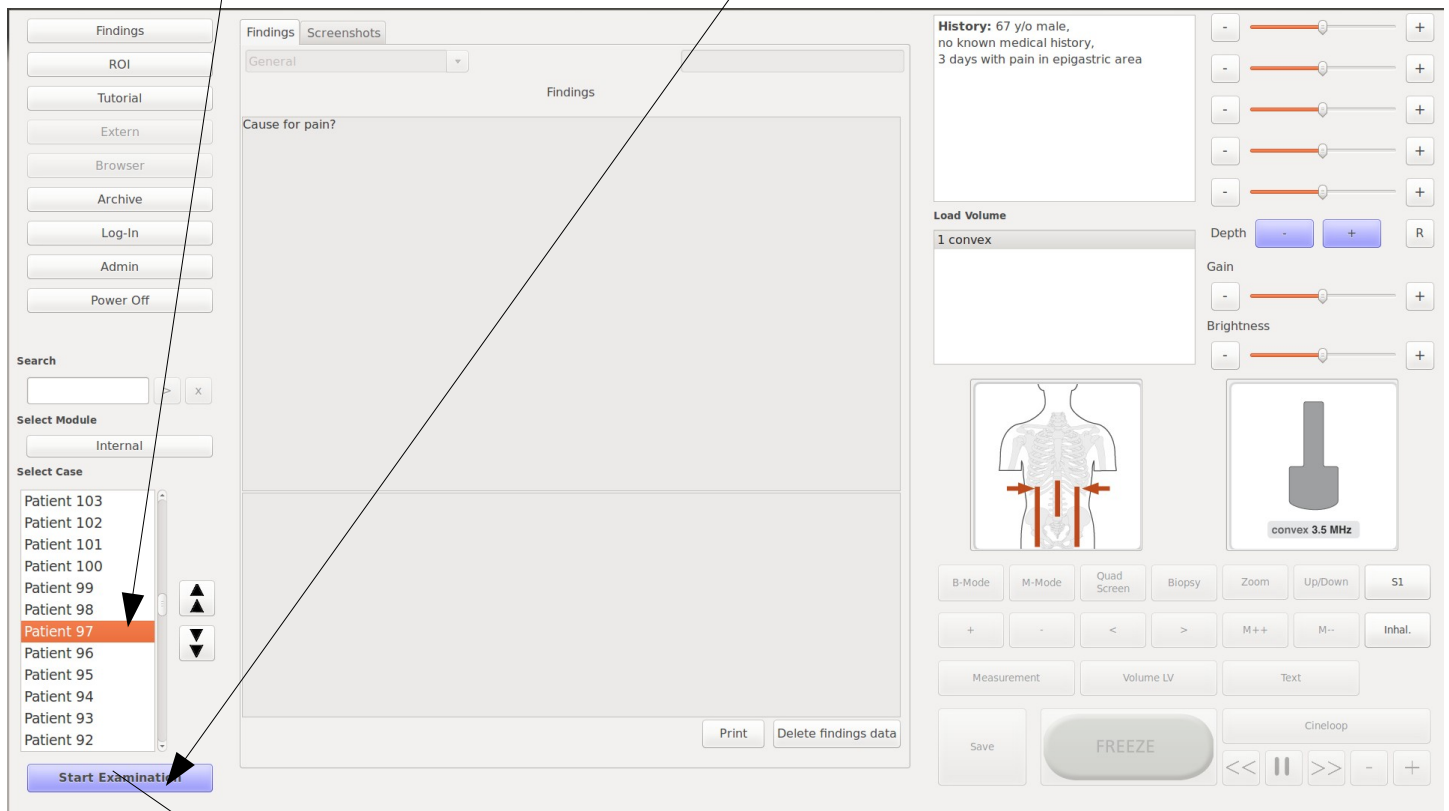 Findings
ROI
Tutorial
Extern
Browser
Archive
Log-In
Admin
Power Off
Search
> x
Select Module
Internal
Select Case
Patient 103
Patient 102
Patient 101
Patient 100
Patient 99
Patient 98
Patient 97
Patient 96
Patient 95
Patient 94
Patient 93
Patient 92
Start Examination
Findings Screenshots
General
Findings
Cause for pain?
Print Delete findings data
History: 67 y/o male,
no known medical history,
3 days with pain in epigastric area
Load Volume
1 convex
- +
- +
- +
- +
- +
Depth - + R
Gain
- +
Brightness
- +
convex 3.5 MHz
B-Mode M-Mode Quad Screen Biopsy Zoom Up/Down S1
+ - < > M++ M-- Inhal.
Measurement Volume LV Text
Save FREEZE Cineloop
<< || >> - +